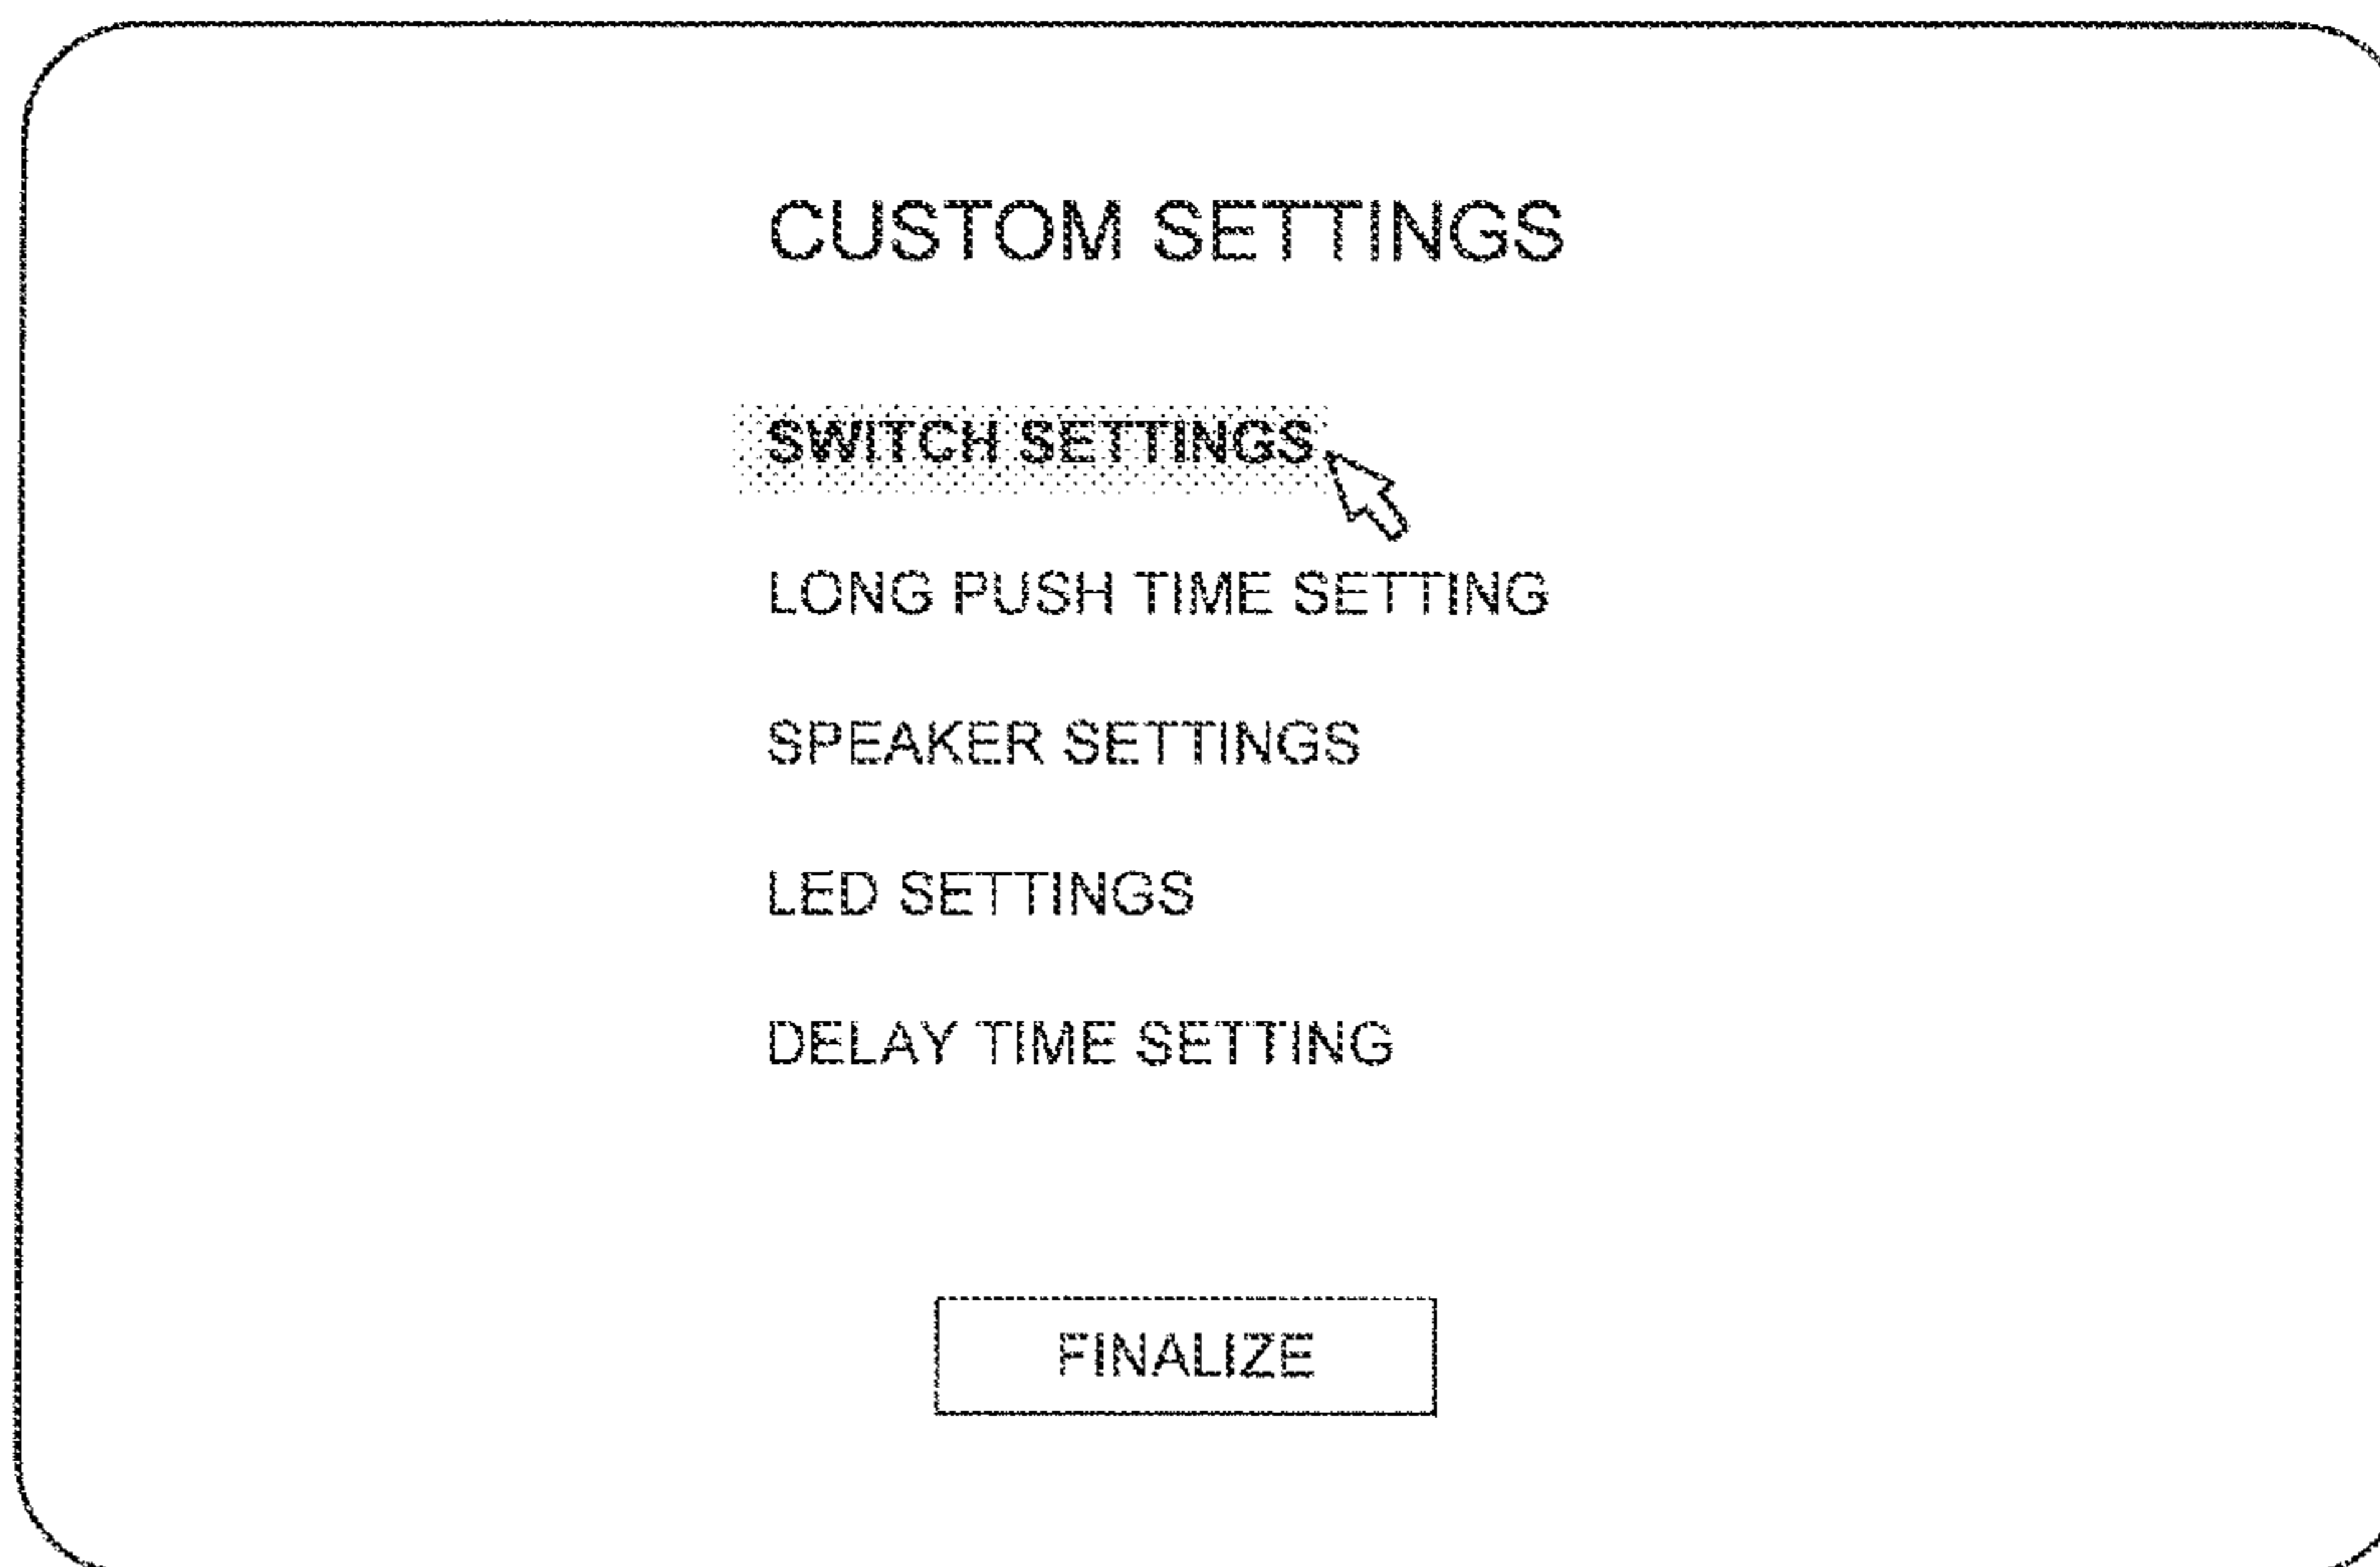 CUSTOM SETTINGS
SWITCH SETTINGS
LONG PUSH TIME SETTING
SPEAKER SETTINGS
LED SETTINGS
DELAY TIME SETTING
FINALIZE